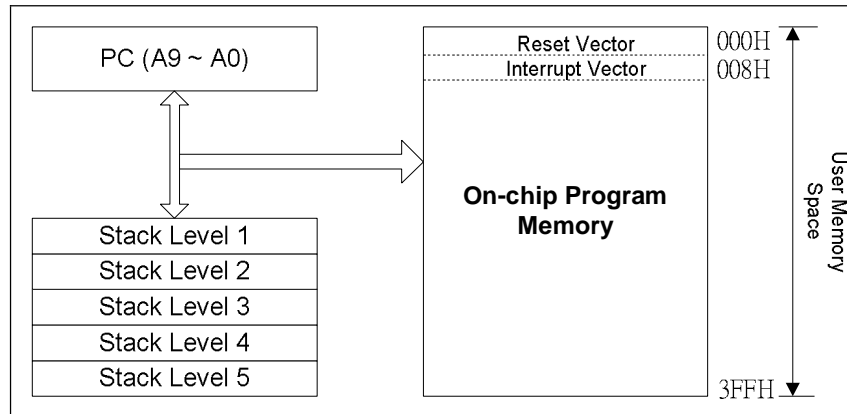 PC (A9 ~ A0)
Stack Level 1
Stack Level 2
Stack Level 3
Stack Level 4
Stack Level 5
Reset Vector
Interrupt Vector
On-chip Program
Memory
000H
008H
3FFH
User Memory
Space